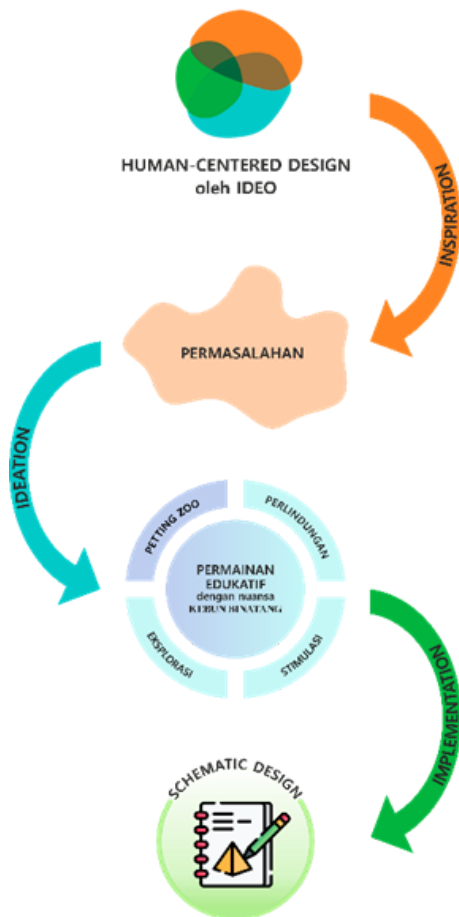 HUMAN-CENTERED DESIGN
oleh IDEO
INSPIRATION
PERMASALAHAN
IDEATION
PETTING ZOO
PERLINDUNGAN
PERMAINAN
EDUKATIF
dengan nuansa
KEBUN BINATANG
EKSPLORASI
STIMULASI
IMPLEMENTATION
SCHEMATIC DESIGN